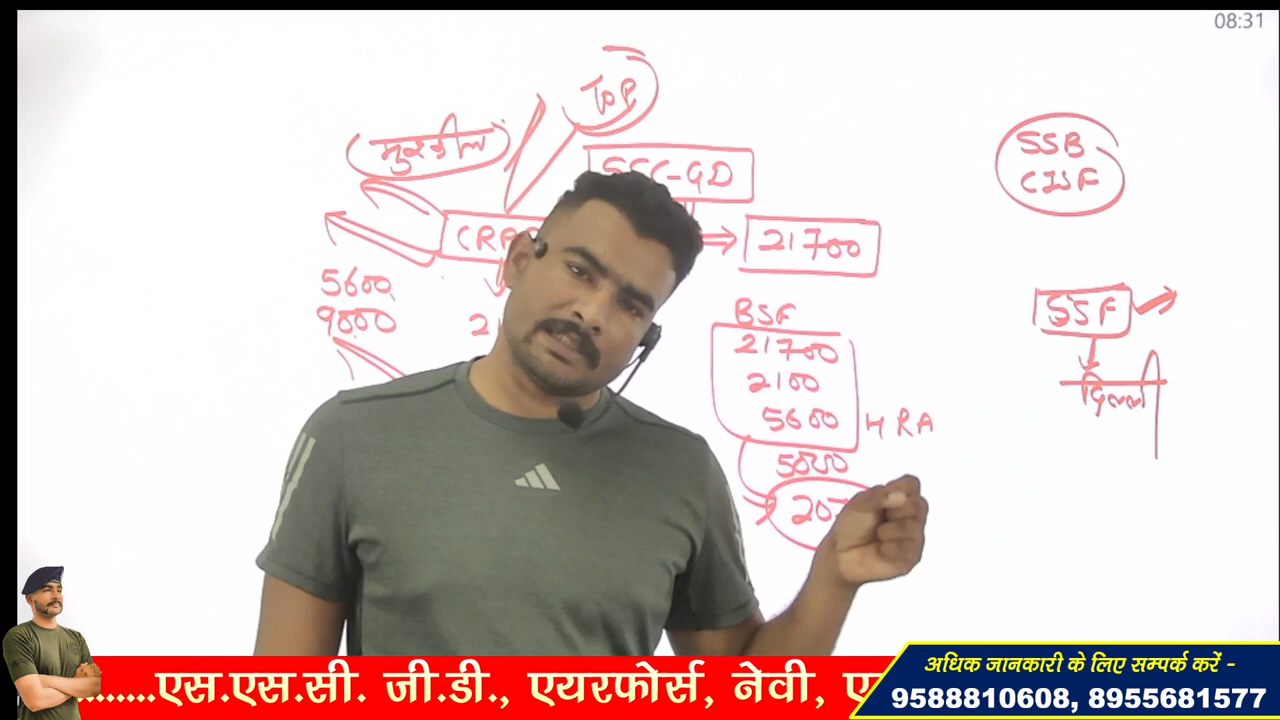 08:31
TOP
मुश्कील
SSC-GD
SSB
CISF
21700
5600
9000
BSF
21700
2100
5600 HRA
5000
SSF
दिल्ली
.......एस.एस.सी. जी.डी., एयरफोर्स, नेवी,
अधिक जानकारी के लिए सम्पर्क करें -
9588810608, 8955681577